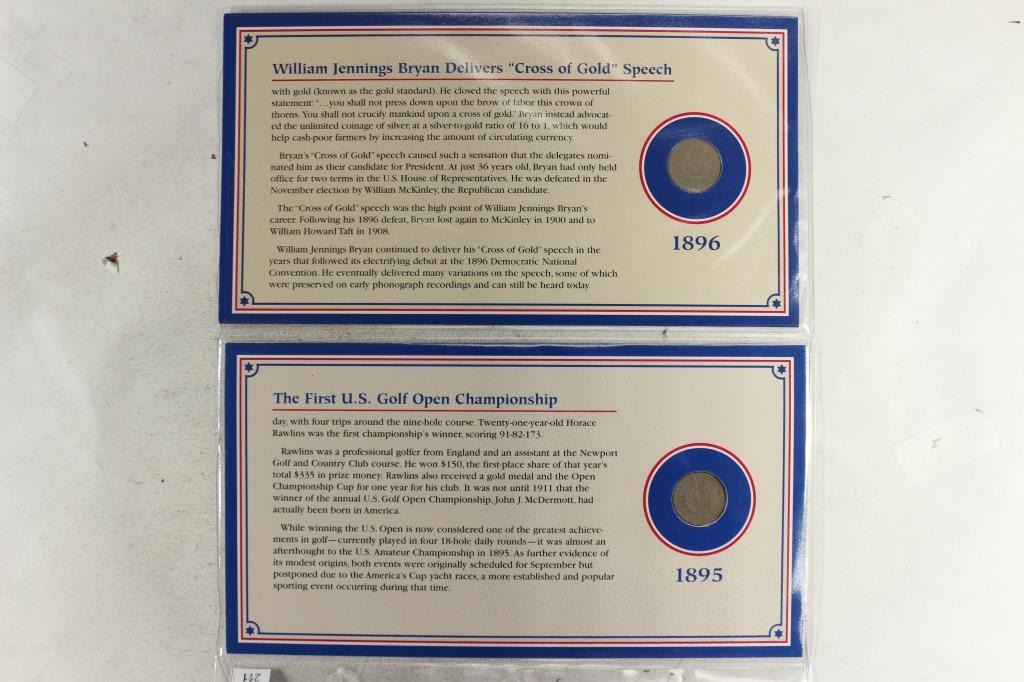 William Jennings Bryan Delivers "Cross of Gold" Speech
with gold (known as the gold standard). He closed the speech with this powerful
statement: "...you shall not press down upon the brow of labor this crown of
thorns. You shall not crucify mankind upon a cross of gold." Bryan instead advocat-
ed the unlimited coinage of silver, at a silver-to-gold ratio of 16 to 1, which would
help cash-poor farmers by increasing the amount of circulating currency.
Bryan's "Cross of Gold" speech caused such a sensation that the delegates nomi-
nated him as their candidate for President. At just 36 years old, Bryan had only held
office for two terms in the U.S. House of Representatives. He was defeated in the
November election by William McKinley, the Republican candidate.
The "Cross of Gold" speech was the high point of William Jennings Bryan's
career. Following his 1896 defeat, Bryan lost again to McKinley in 1900 and to
William Howard Taft in 1908.
William Jennings Bryan continued to deliver his "Cross of Gold" speech in the
years that followed its electrifying debut at the 1896 Democratic National
Convention. He eventually delivered many variations on the speech, some of which
were preserved on early phonograph recordings and can still be heard today.
1896
The First U.S. Golf Open Championship
day, with four trips around the nine-hole course. Twenty-one-year-old Horace
Rawlins was the first championship's winner, scoring 91-82-173.
Rawlins was a professional golfer from England and an assistant at the Newport
Golf and Country Club course. He won $150, the first-place share of that year's
total $335 in prize money. Rawlins also received a gold medal and the Open
Championship Cup for one year for his club. It was not until 1911 that the
winner of the annual U.S. Golf Open Championship, John J. McDermott, had
actually been born in America.
While winning the U.S. Open is now considered one of the greatest achieve-
ments in golf—currently played in four 18-hole daily rounds—it was almost an
afterthought to the U.S. Amateur Championship in 1895. As further evidence of
its modest origins, both events were originally scheduled for September but
postponed due to the America's Cup yacht races, a more established and popular
sporting event occurring during that time.
1895